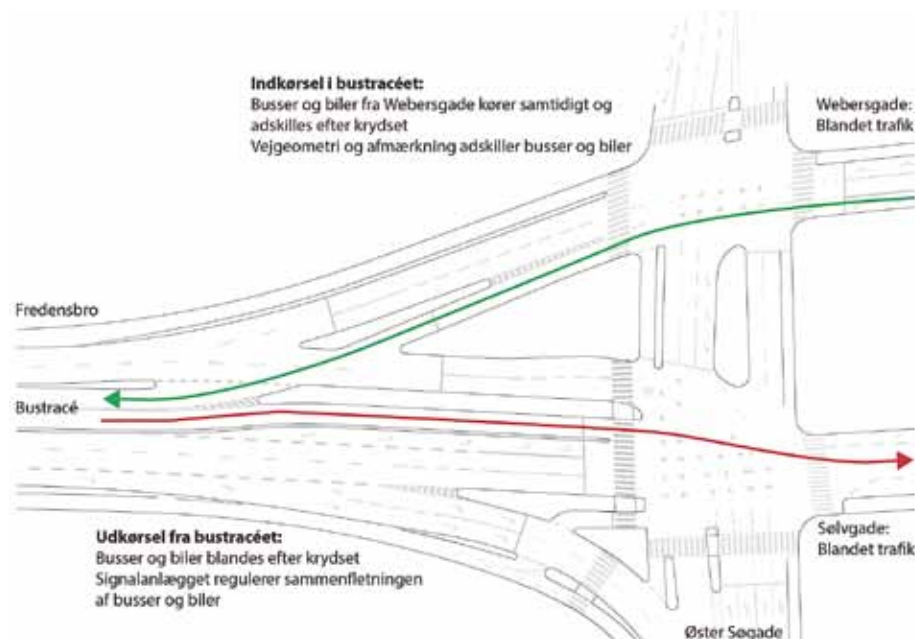 Indkørsel i bustracéet:
Busser og biler fra Webersgade kører samtidigt og
adskilles efter krydset
Vejgeometri og afmærkning adskiller busser og biler
Webersgade:
Blandet trafik
Fredensbro
Bustracé
Udkørsel fra bustracéet:
Busser og biler blandes efter krydset
Signalanlægget regulerer sammenfletningen
af busser og biler
Sølvgade:
Blandet trafik
Øster Søgade